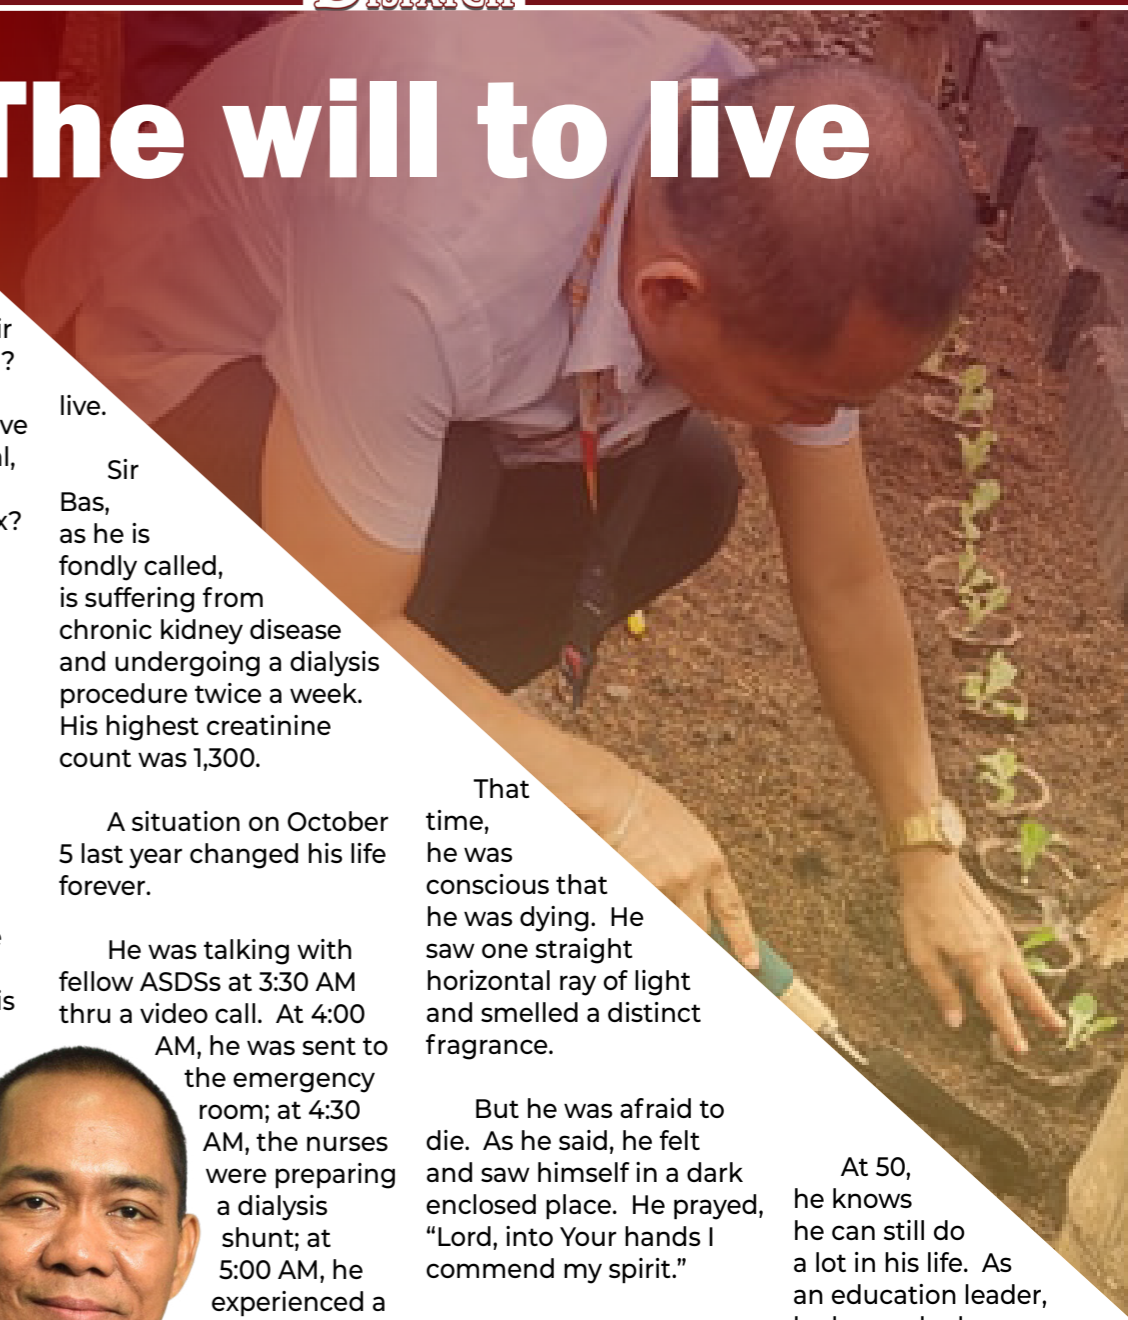 The will to live
ir
?
ve
al,
x?
is
live.
Sir
Bas,
as he is
fondly called,
is suffering from
chronic kidney disease
and undergoing a dialysis
procedure twice a week.
His highest creatinine
count was 1,300.
A situation on October
5 last year changed his life
forever.
He was talking with
fellow ASDSs at 3:30 AM
thru a video call.  At 4:00
AM, he was sent to
the emergency
room; at 4:30
AM, the nurses
were preparing
a dialysis
shunt; at
5:00 AM, he
experienced a
That
time,
he was
conscious that
he was dying.  He
saw one straight
horizontal ray of light
and smelled a distinct
fragrance.
But he was afraid to
die.  As he said, he felt
and saw himself in a dark
enclosed place.  He prayed,
“Lord, into Your hands I
commend my spirit.”
At 50,
he knows
he can still do
a lot in his life.  As
an education leader,